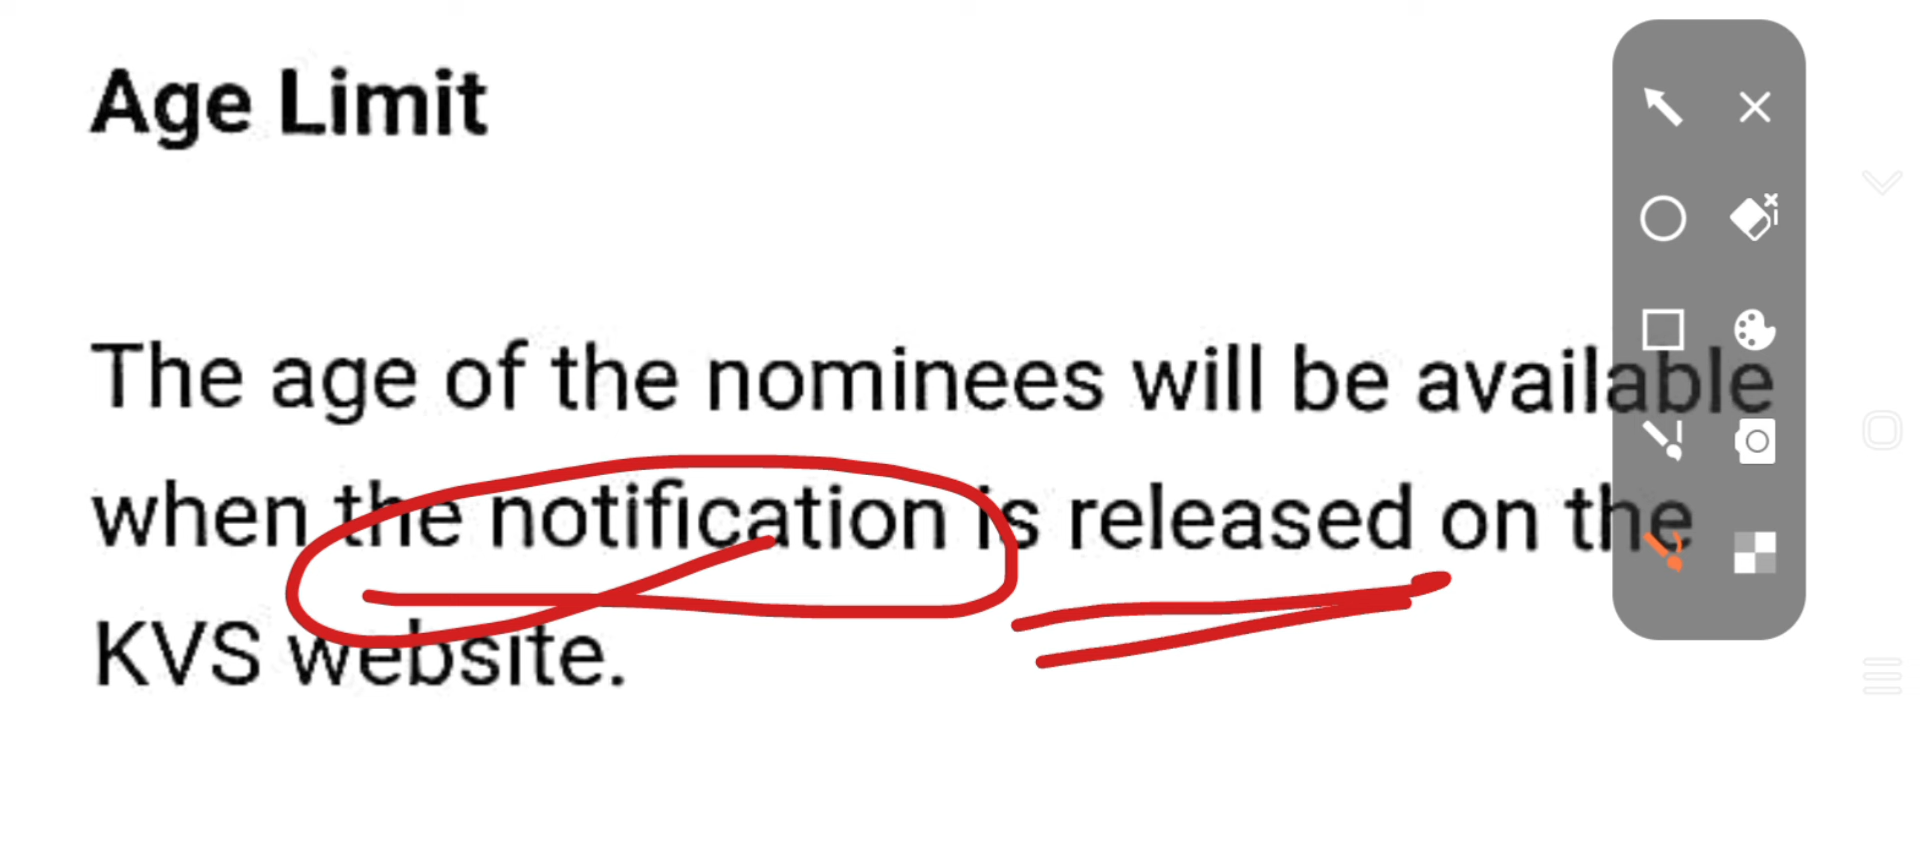 Age Limit
The age of the nominees will be available
when the notification is released on the
KVS website.